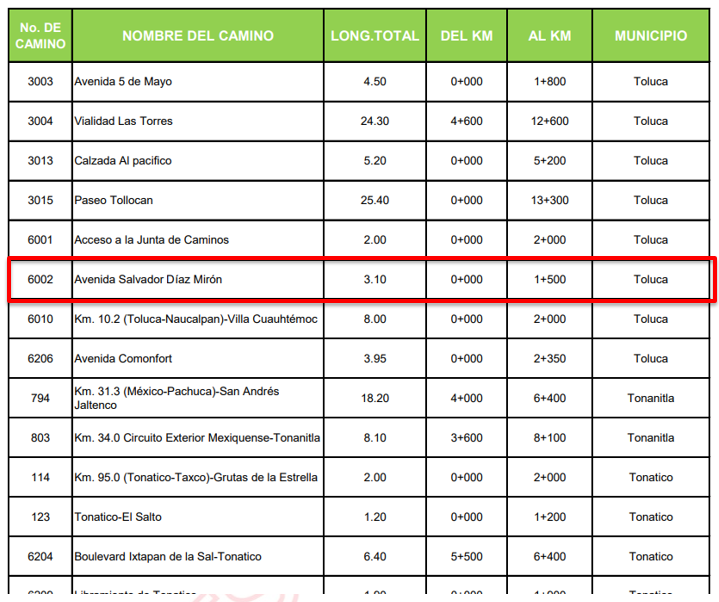 No. DE CAMINO NOMBRE DEL CAMINO LONG.TOTAL DEL KM AL KM MUNICIPIO
3003 Avenida 5 de Mayo 4.50 0+000 1+800 Toluca
3004 Vialidad Las Torres 24.30 4+600 12+600 Toluca
3013 Calzada Al pacifico 5.20 0+000 5+200 Toluca
3015 Paseo Tollocan 25.40 0+000 13+300 Toluca
6001 Acceso a la Junta de Caminos 2.00 0+000 2+000 Toluca
6002 Avenida Salvador Díaz Mirón 3.10 0+000 1+500 Toluca
6010 Km. 10.2 (Toluca-Naucalpan)-Villa Cuauhtémoc 8.00 0+000 2+000 Toluca
6206 Avenida Comonfort 3.95 0+000 2+350 Toluca
794 Km. 31.3 (México-Pachuca)-San Andrés Jaltenco 18.20 4+000 6+400 Tonanitla
803 Km. 34.0 Circuito Exterior Mexiquense-Tonanitla 8.10 3+600 8+100 Tonanitla
114 Km. 95.0 (Tonatico-Taxco)-Grutas de la Estrella 2.00 0+000 2+000 Tonatico
123 Tonatico-El Salto 1.20 0+000 1+200 Tonatico
6204 Boulevard Ixtapan de la Sal-Tonatico 6.40 5+500 6+400 Tonatico